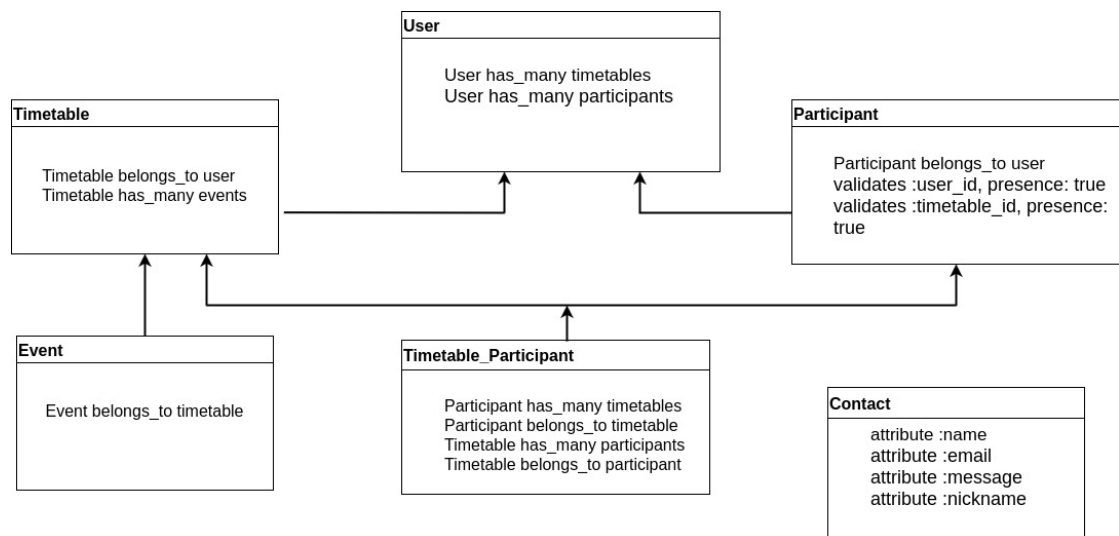 User
User has_many timetables
User has_many participants
Timetable
Timetable belongs_to user
Timetable has_many events
Participant
Participant belongs_to user
validates :user_id, presence: true
validates :timetable_id, presence:
true
Event
Event belongs_to timetable
Timetable_Participant
Participant has_many timetables
Participant belongs_to timetable
Timetable has_many participants
Timetable belongs_to participant
Contact
attribute :name
attribute :email
attribute :message
attribute :nickname